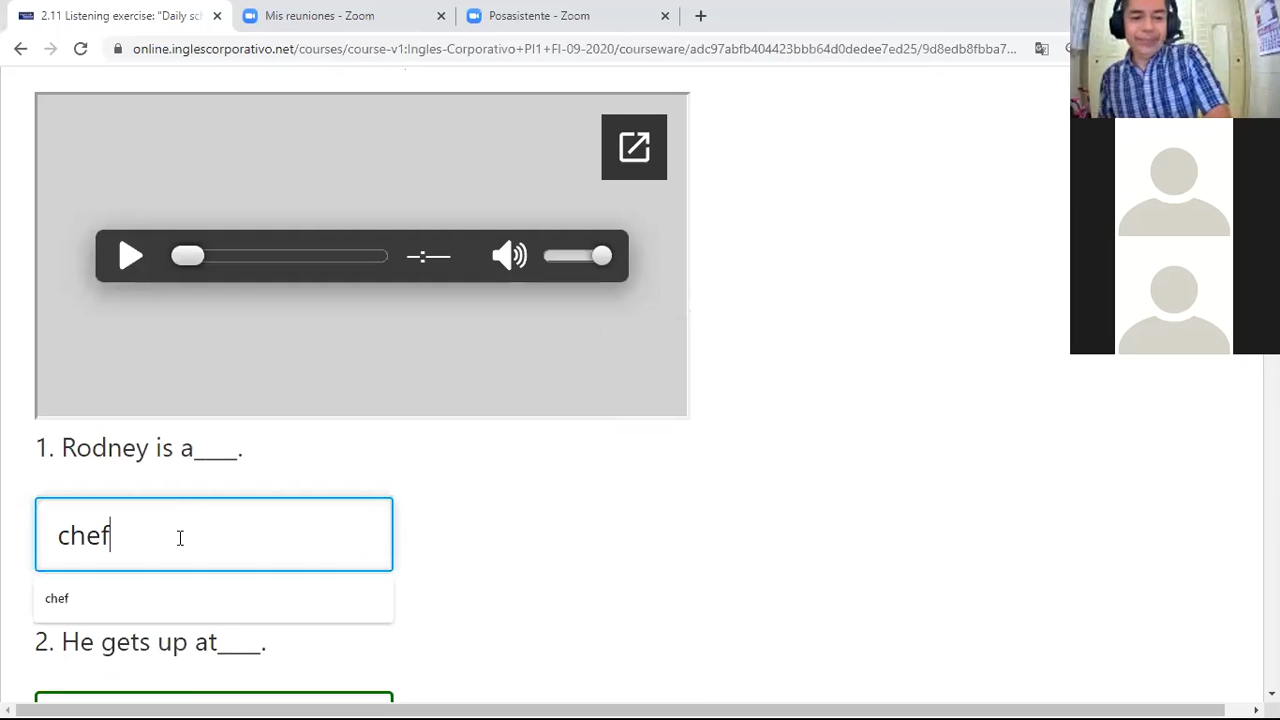 2.11 Listening exercise: "Daily sch
Mis reuniones - Zoom
Posasistente - Zoom
online.inglescorporativo.net/courses/course-v1:Ingles-Corporativo+PI1+FI-09-2020/courseware/adc97abfb404423bbb64d0dedee7ed25/9d8edb8fbba7...
-:--
1. Rodney is a____.
chef
chef
2. He gets up at____.